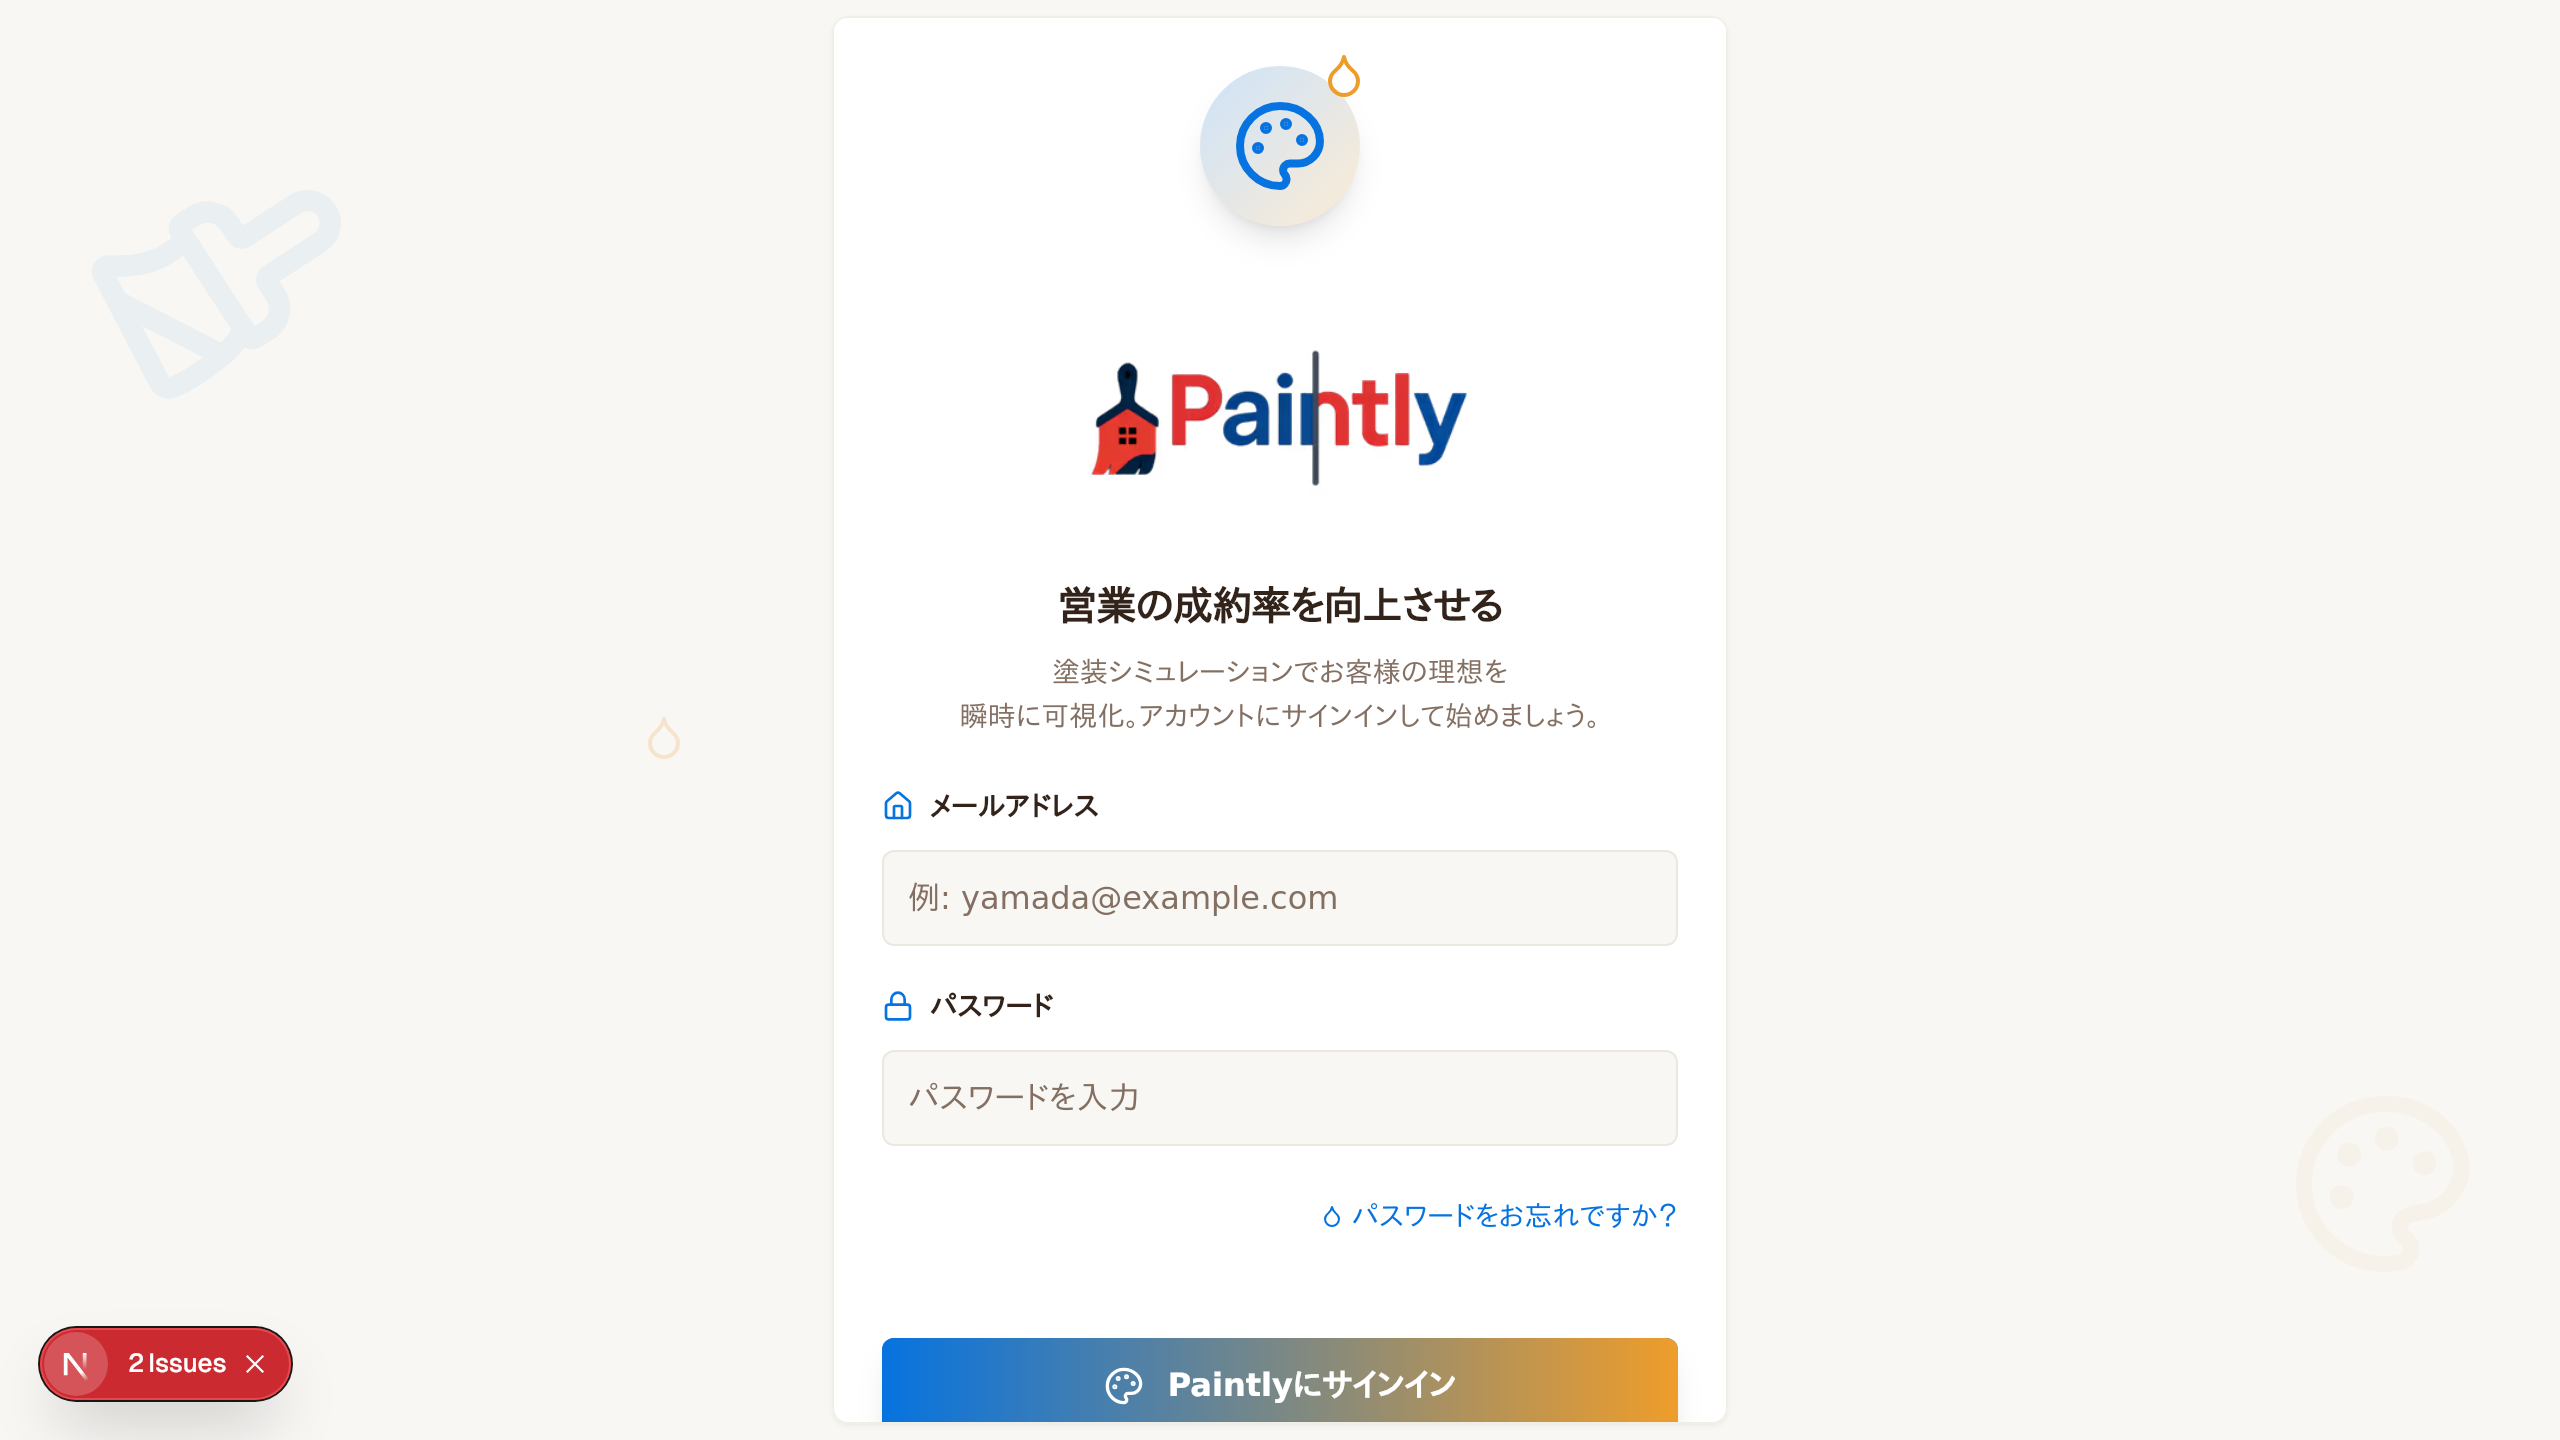 Paintly
営業の成約率を向上させる
塗装シミュレーションでお客様の理想を
瞬時に可視化。アカウントにサインインして始めましょう。
メールアドレス
例: yamada@example.com
パスワード
パスワードを入力
パスワードをお忘れですか？
Paintlyにサインイン
N 2 Issues